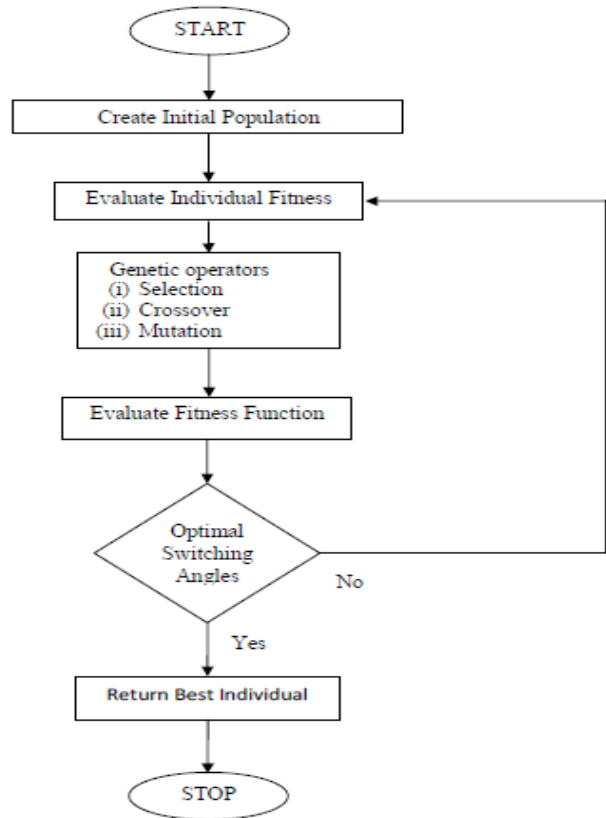 START
Create Initial Population
Evaluate Individual Fitness
Genetic operators
(i) Selection
(ii) Crossover
(iii) Mutation
Evaluate Fitness Function
Optimal
Switching
Angles
No
Yes
Return Best Individual
STOP